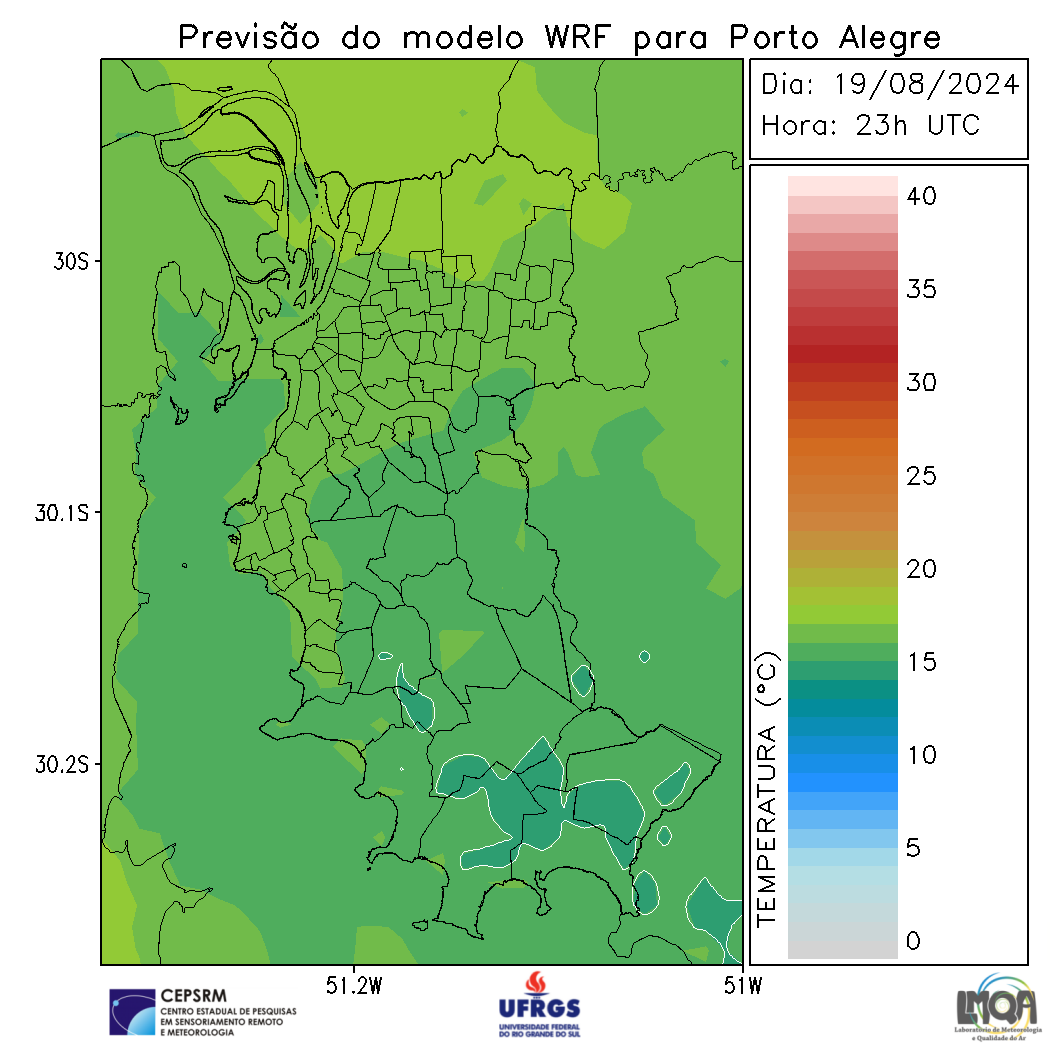 Previsão do modelo WRF para Porto Alegre
Dia: 19/08/2024
Hora: 23h UTC
40
35
30
25
20
15
10
5
0
TEMPERATURA (°C)
30S
30.1S
30.2S
51.2W
51W
CEPSRM
CENTRO ESTADUAL DE PESQUISAS
EM SENSORIAMENTO REMOTO
E METEOROLOGIA
UFRGS
UNIVERSIDADE FEDERAL
DO RIO GRANDE DO SUL
LMQA
Laboratório de Meteorologia
e Qualidade do Ar